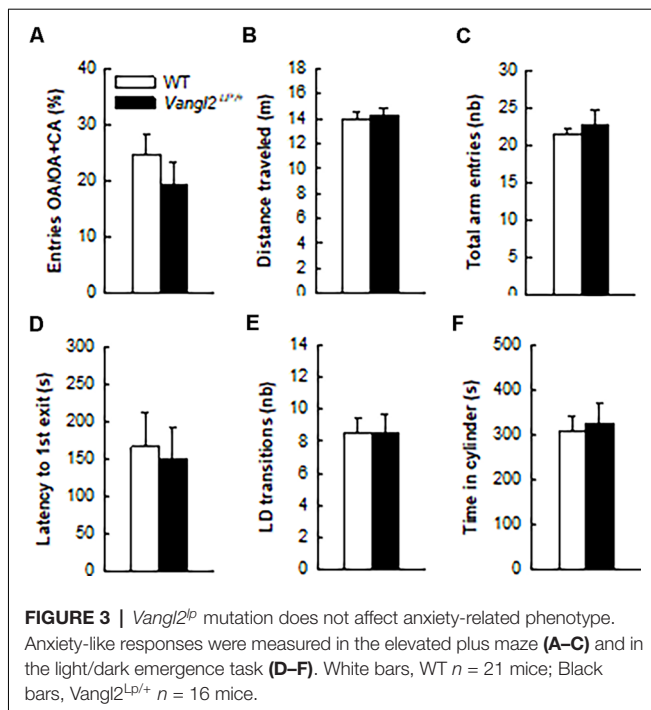 A
B
C
Entries OA/OA+CA (%)
40
30
20
10
0
WT
Vangl2 Lp/+
Distance traveled (m)
18
16
14
12
10
8
6
4
2
0
Total arm entries (nb)
30
25
20
15
10
5
0
D
E
F
Latency to 1st exit (s)
300
250
200
150
100
50
0
LD transitions (nb)
14
12
10
8
6
4
2
0
Time in cylinder (s)
500
400
300
200
100
0
FIGURE 3 | Vangl2lp mutation does not affect anxiety-related phenotype.
Anxiety-like responses were measured in the elevated plus maze (A–C) and in
the light/dark emergence task (D–F). White bars, WT n = 21 mice; Black
bars, Vangl2Lp/+ n = 16 mice.